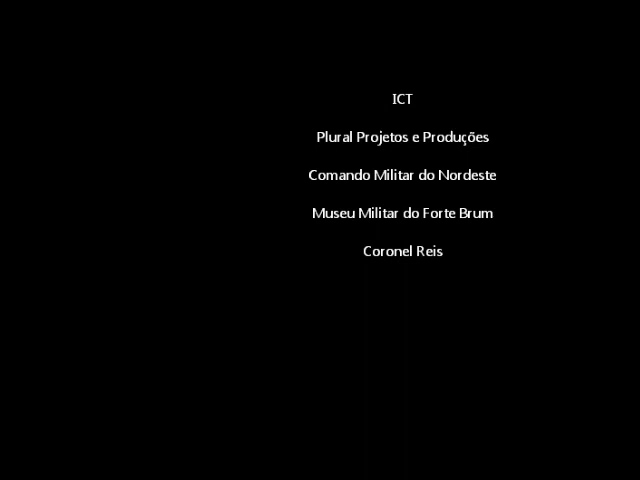 ICT
Plural Projetos e Produções
Comando Militar do Nordeste
Museu Militar do Forte Brum
Coronel Reis